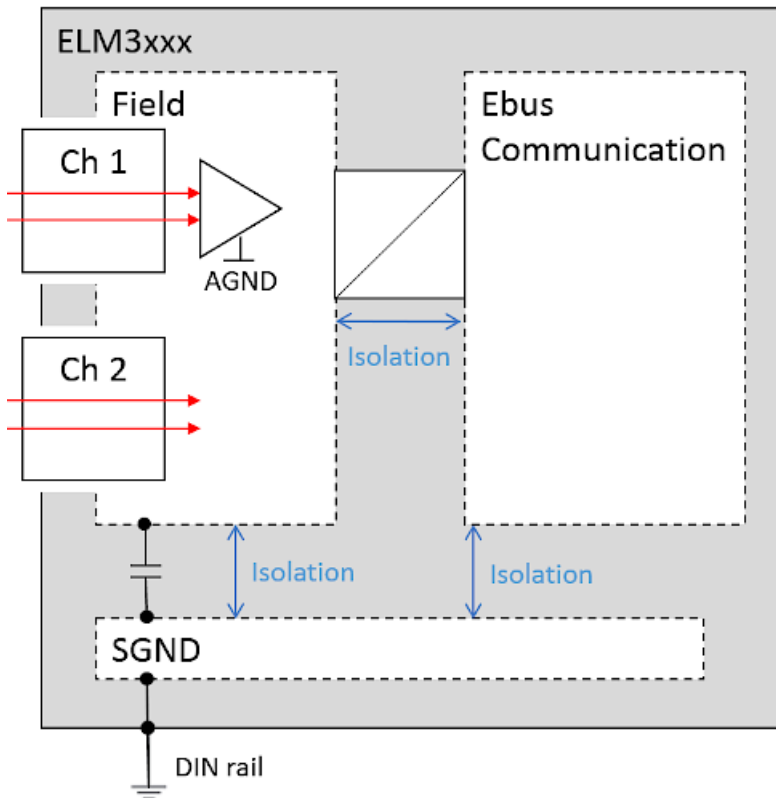 ELM3xxx
Field
Ebus
Communication
Ch 1
AGND
Isolation
Ch 2
Isolation
Isolation
SGND
DIN rail